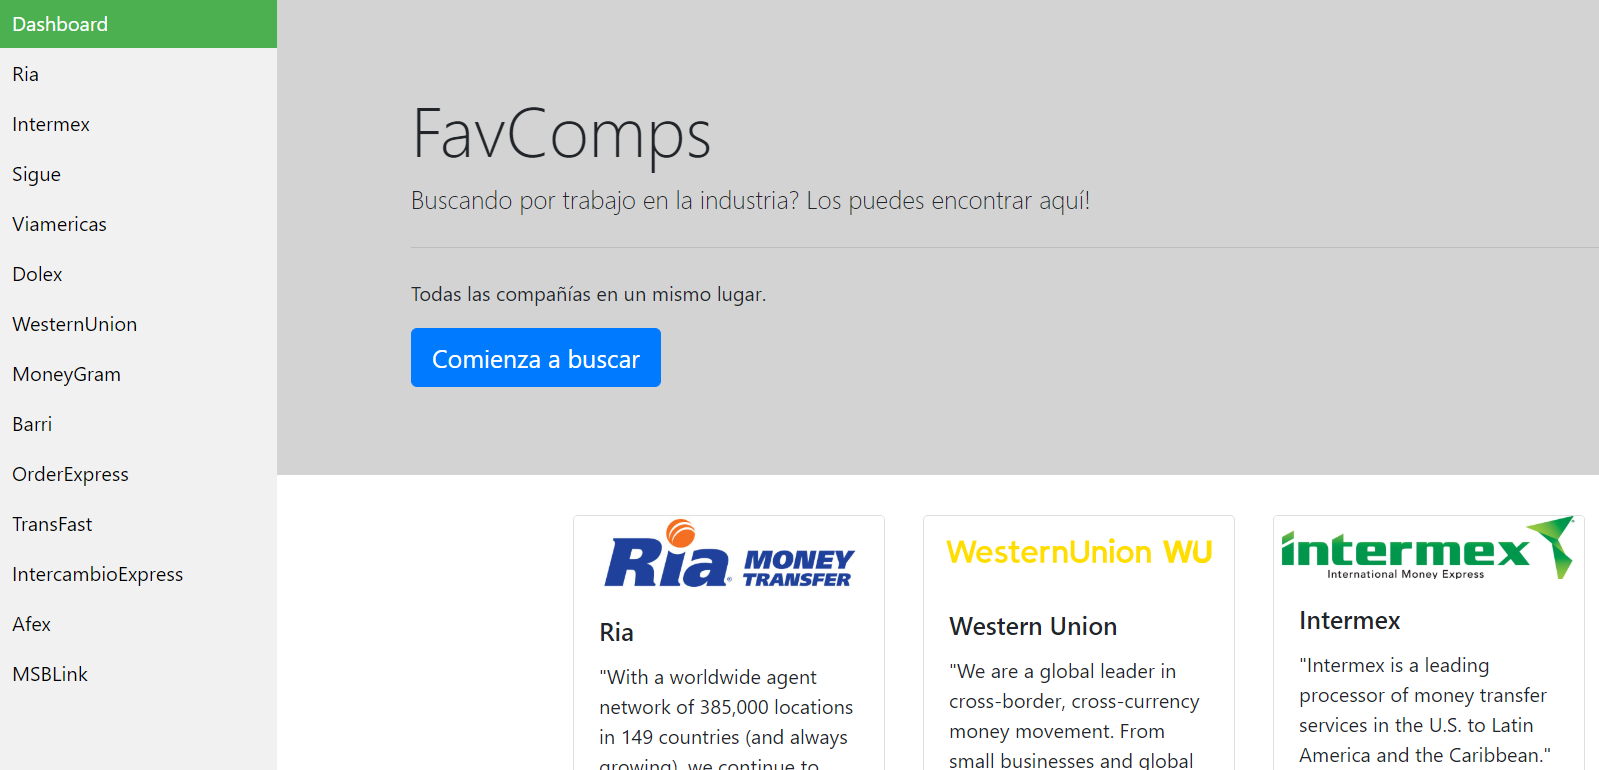 Dashboard
Ria
Intermex
Sigue
Viamericas
Dolex
WesternUnion
MoneyGram
Barri
OrderExpress
TransFast
IntercambioExpress
Afex
MSBLink
FavComps
Buscando por trabajo en la industria? Los puedes encontrar aquí!
Todas las compañías en un mismo lugar.
Comienza a buscar
Ria MONEY
TRANSFER
Ria
"With a worldwide agent
network of 385,000 locations
in 149 countries (and always
growing), we continue to
WesternUnion WU
Western Union
"We are a global leader in
cross-border, cross-currency
money movement. From
small businesses and global
intermex
International Money Express
Intermex
"Intermex is a leading
processor of money transfer
services in the U.S. to Latin
America and the Caribbean."